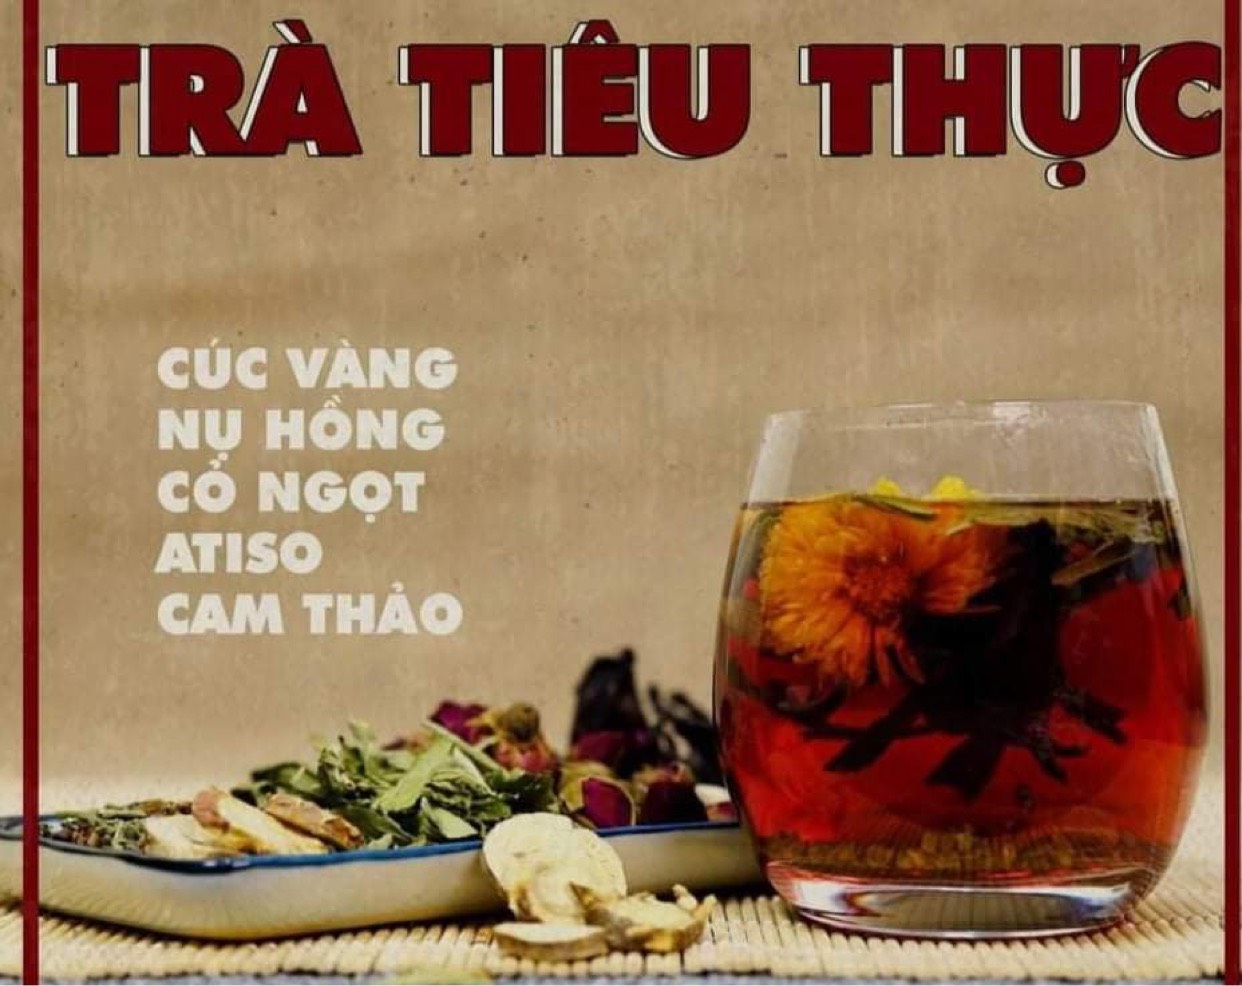 TRÀ TIÊU THỰC
CÚC VÀNG
NỤ HỒNG
CỎ NGỌT
ATISO
CAM THẢO